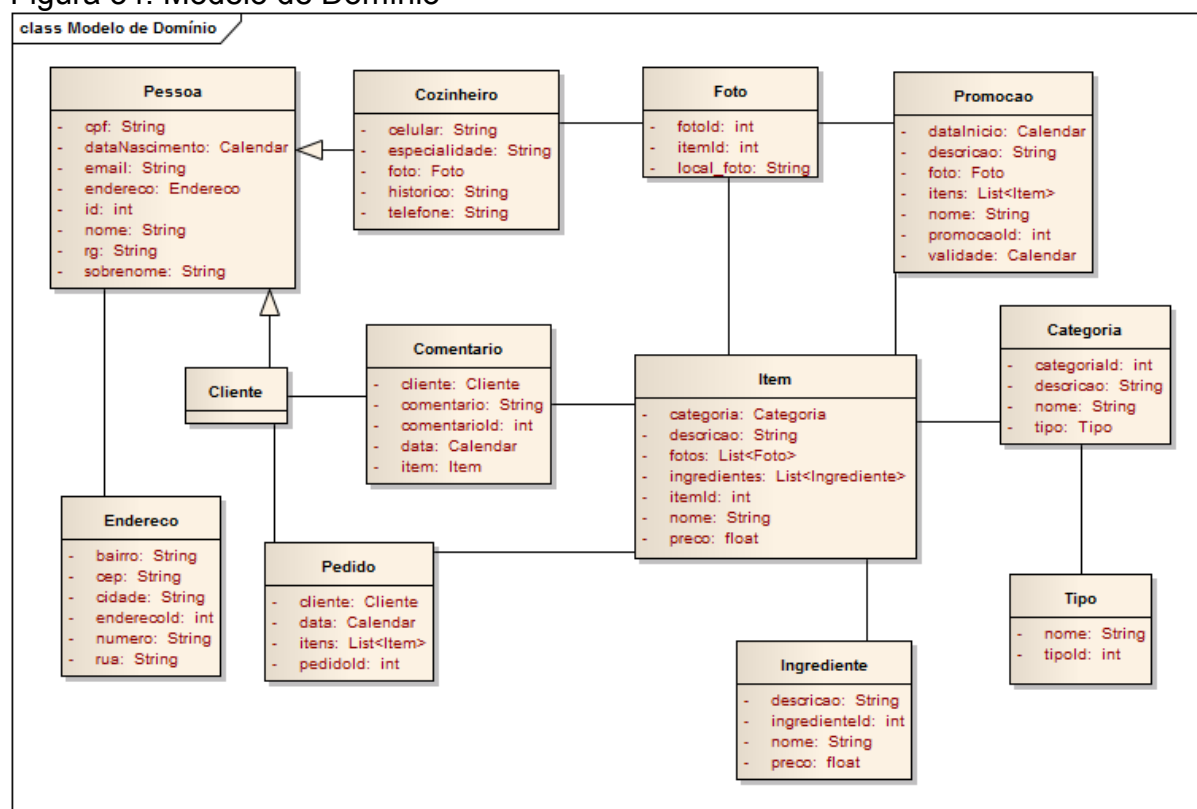 Figura 31: Modelo de Domínio
class Modelo de Domínio
Pessoa
- cpf: String
- dataNascimento: Calendar
- email: String
- endereco: Endereco
- id: int
- nome: String
- rg: String
- sobrenome: String
Cozinheiro
- celular: String
- especialidade: String
- foto: Foto
- historico: String
- telefone: String
Foto
- fotoId: int
- itemId: int
- local_foto: String
Promocao
- dataInicio: Calendar
- descricao: String
- foto: Foto
- itens: List<Item>
- nome: String
- promocaoId: int
- validade: Calendar
Cliente
Comentario
- cliente: Cliente
- comentario: String
- comentarioId: int
- data: Calendar
- item: Item
Item
- categoria: Categoria
- descricao: String
- fotos: List<Foto>
- ingredientes: List<Ingrediente>
- itemId: int
- nome: String
- preco: float
Categoria
- categoriaId: int
- descricao: String
- nome: String
- tipo: Tipo
Endereco
- bairro: String
- cep: String
- cidade: String
- enderecoId: int
- numero: String
- rua: String
Pedido
- cliente: Cliente
- data: Calendar
- itens: List<Item>
- pedidoId: int
Ingrediente
- descricao: String
- ingredienteId: int
- nome: String
- preco: float
Tipo
- nome: String
- tipoId: int